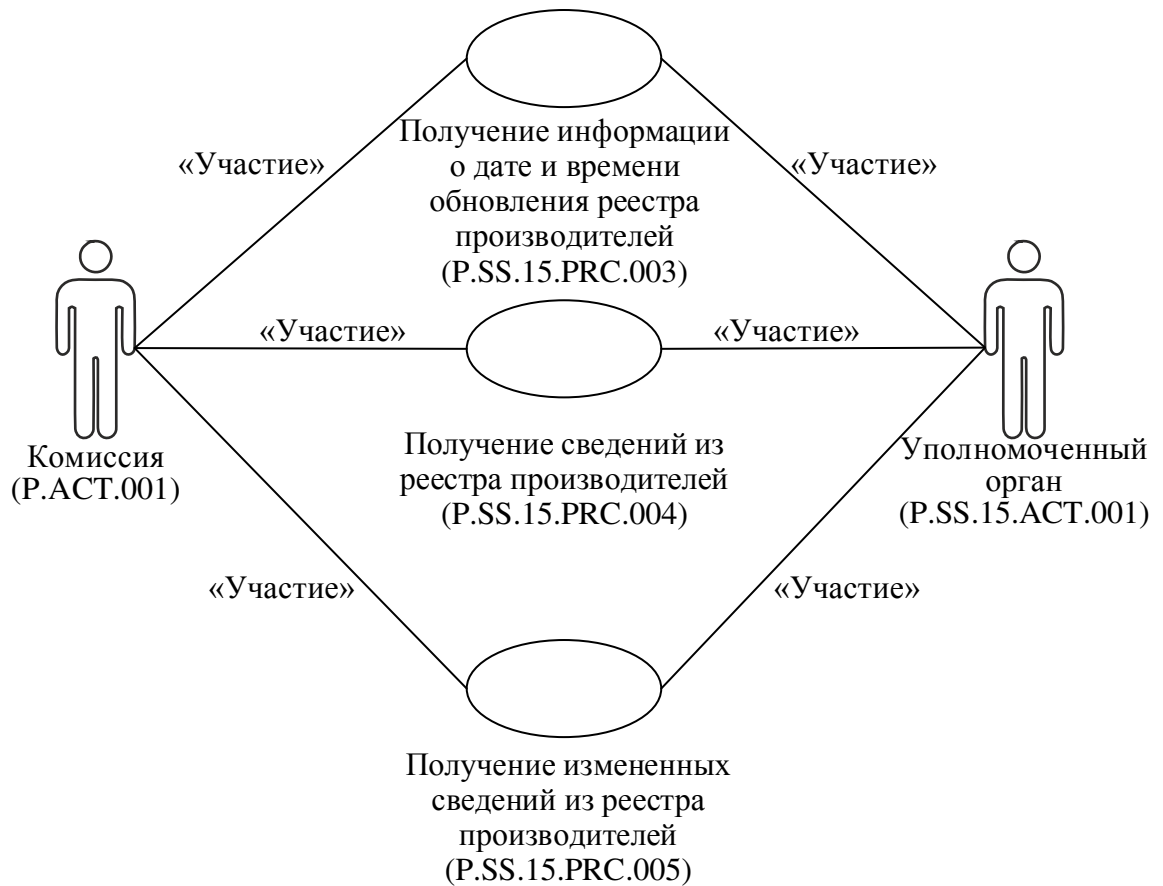 Получение информации
о дате и времени
обновления реестра
производителей
(P.SS.15.PRC.003)
«Участие»
«Участие»
«Участие»
«Участие»
Комиссия
(P.ACT.001)
Получение сведений из
реестра производителей
(P.SS.15.PRC.004)
Уполномоченный
орган
(P.SS.15.ACT.001)
«Участие»
«Участие»
Получение измененных
сведений из реестра
производителей
(P.SS.15.PRC.005)